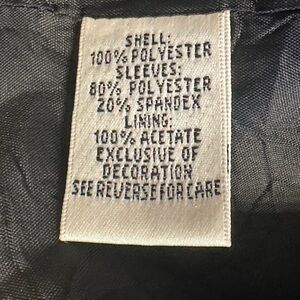 SHELL:
100% POLYESTER
SLEEVES:
80% POLYESTER
20% SPANDEX
LINING:
100% ACETATE
EXCLUSIVE OF
DECORATION
SEE REVERSE FOR CARE